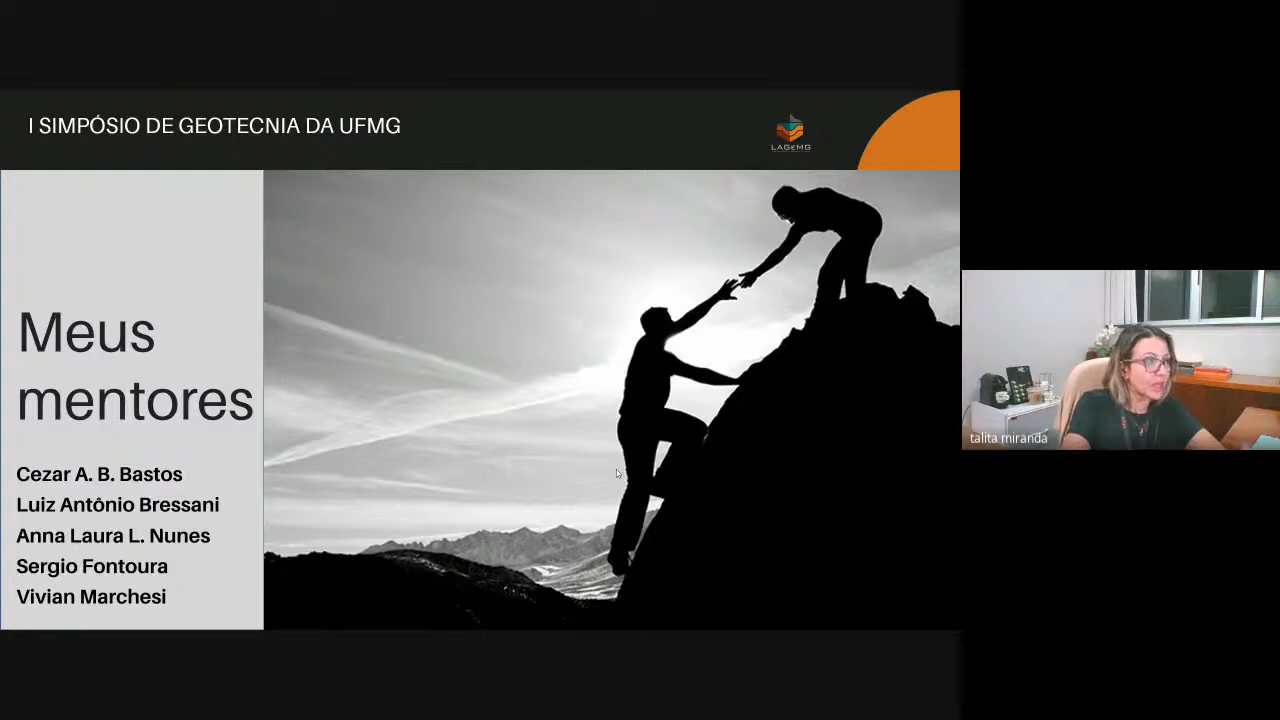 I SIMPÓSIO DE GEOTECNIA DA UFMG
LAGEMG
Meus
mentores
Cezar A. B. Bastos
Luiz Antônio Bressani
Anna Laura L. Nunes
Sergio Fontoura
Vivian Marchesi
talita miranda